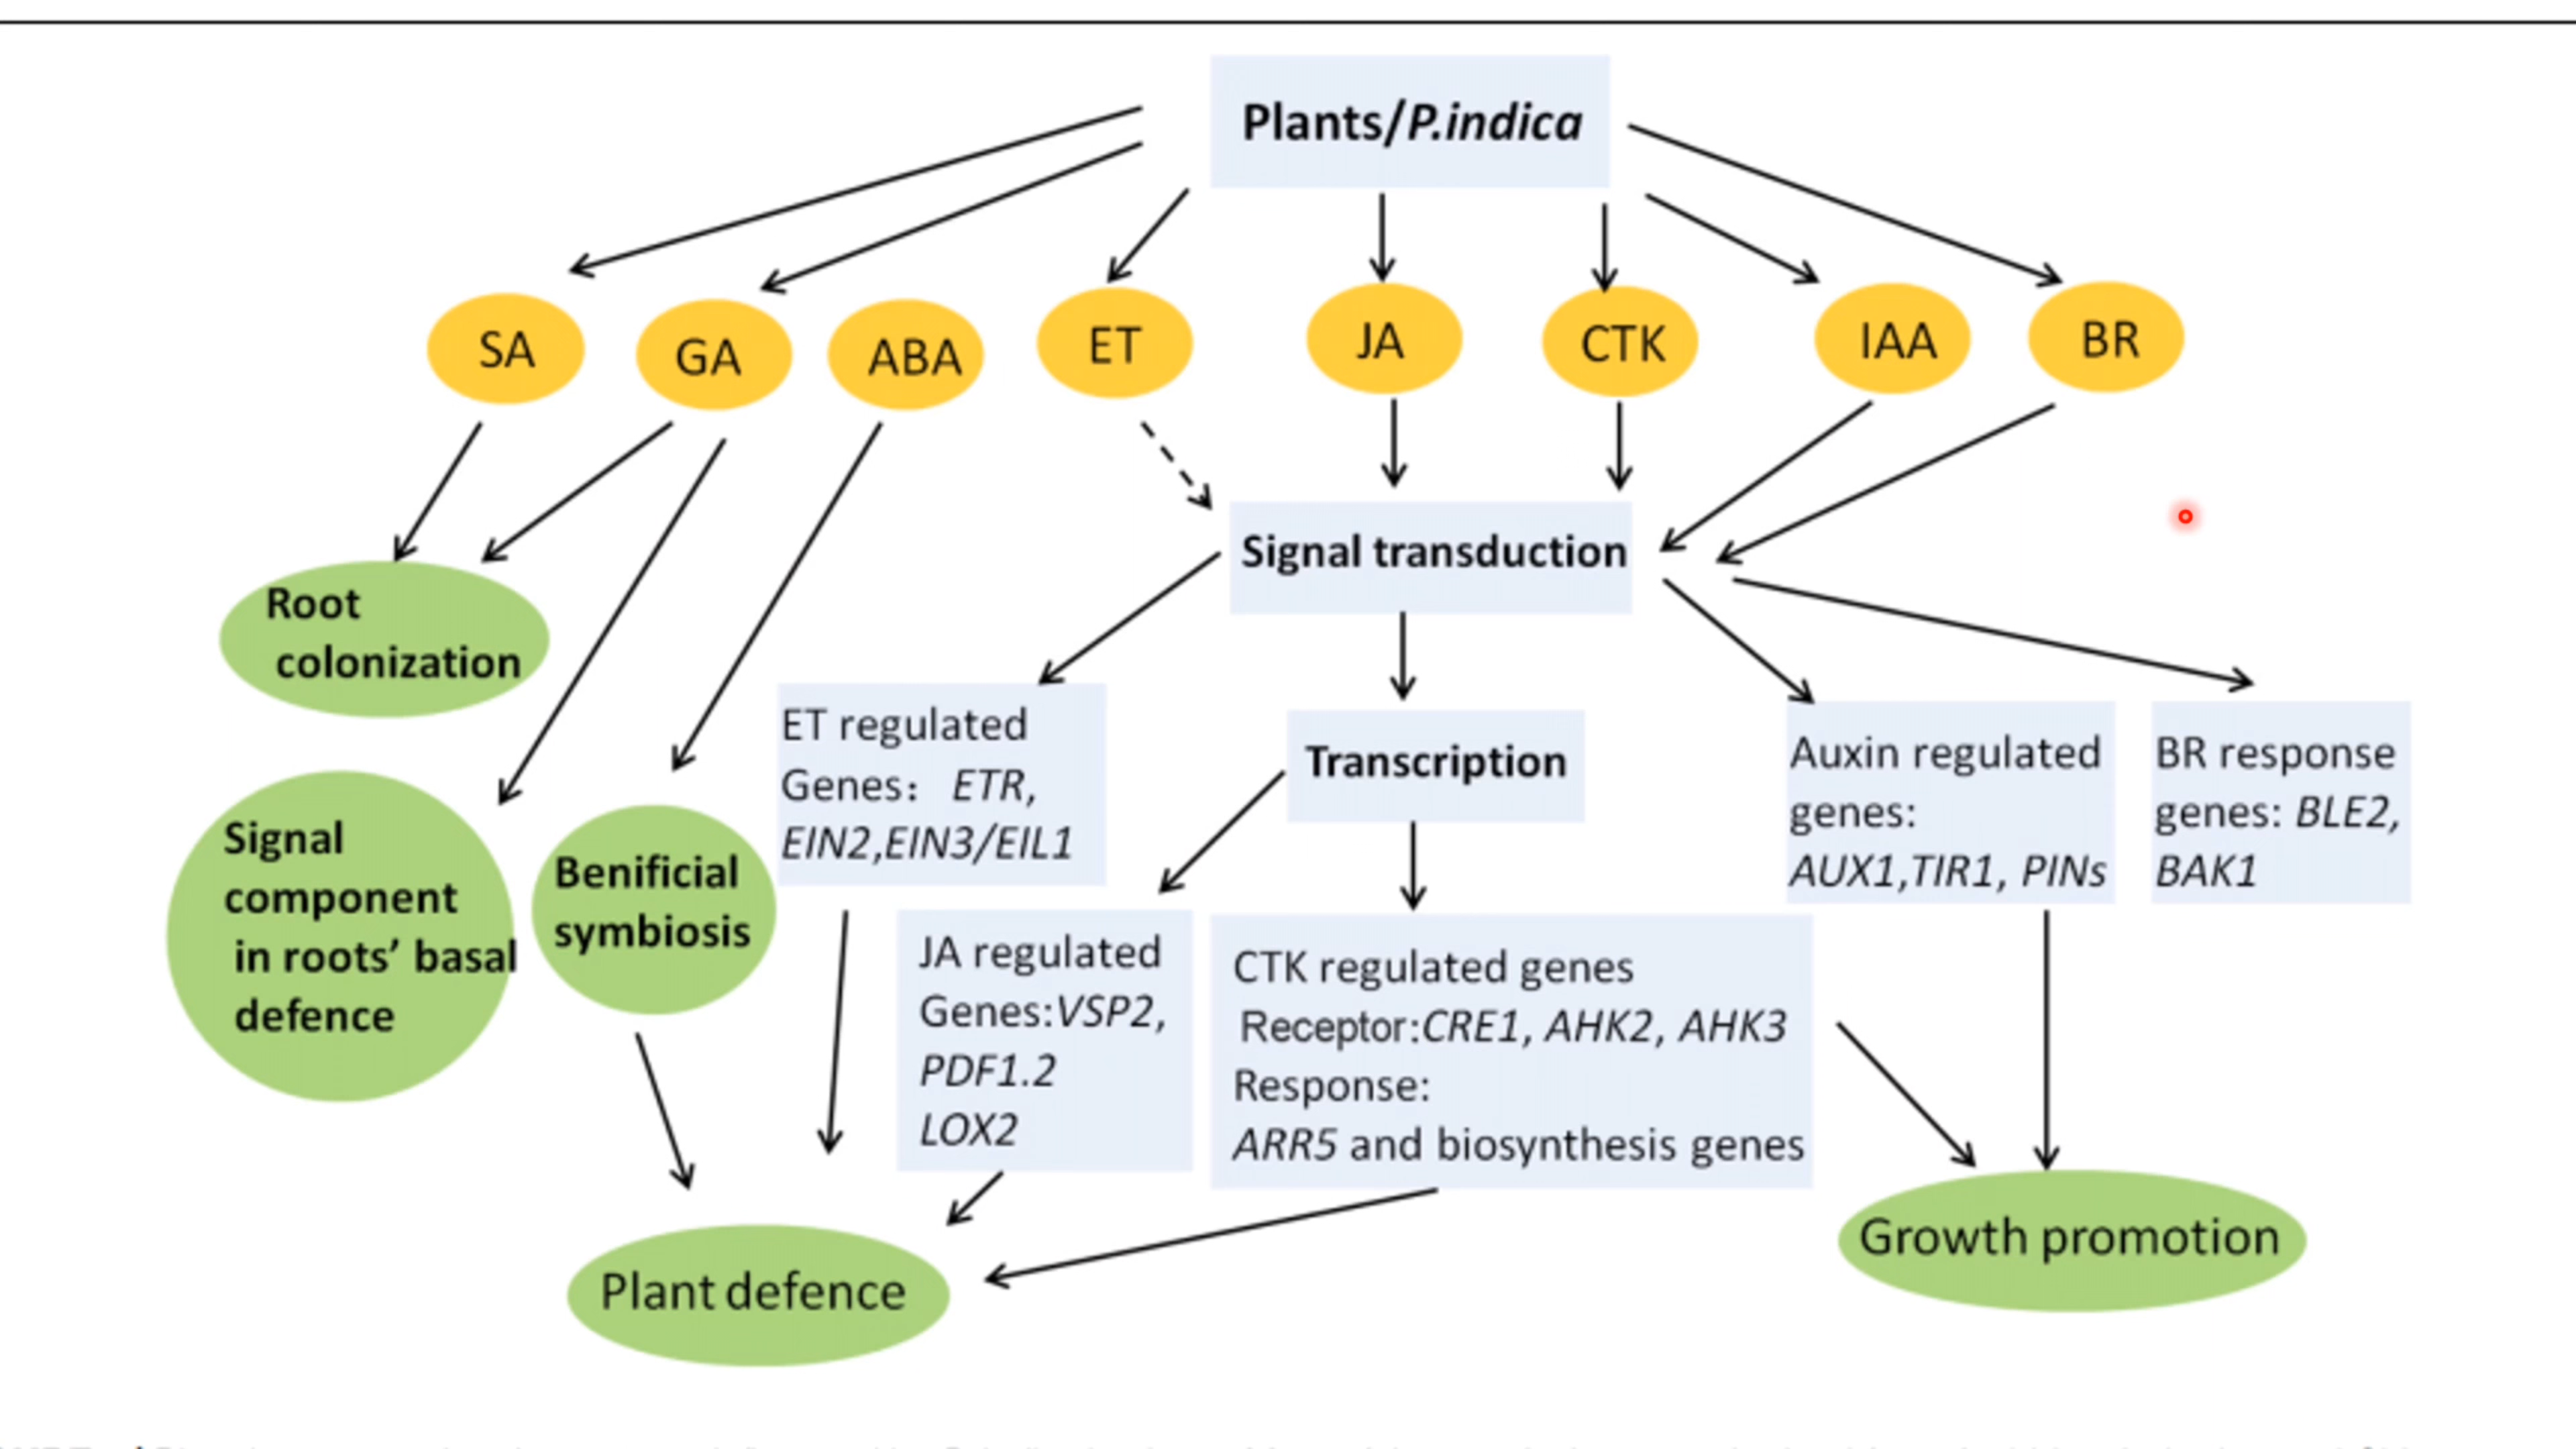 Plants/P.indica
SA
GA
ABA
ET
JA
CTK
IAA
BR
Signal transduction
Root
colonization
ET regulated
Genes: ETR,
EIN2,EIN3/EIL1
Transcription
Auxin regulated
genes:
AUX1,TIR1, PINs
BR response
genes: BLE2,
BAK1
Signal
component
in roots’ basal
defence
Benificial
symbiosis
JA regulated
Genes:VSP2,
PDF1.2
LOX2
CTK regulated genes
Receptor:CRE1, AHK2, AHK3
Response:
ARR5 and biosynthesis genes
Growth promotion
Plant defence